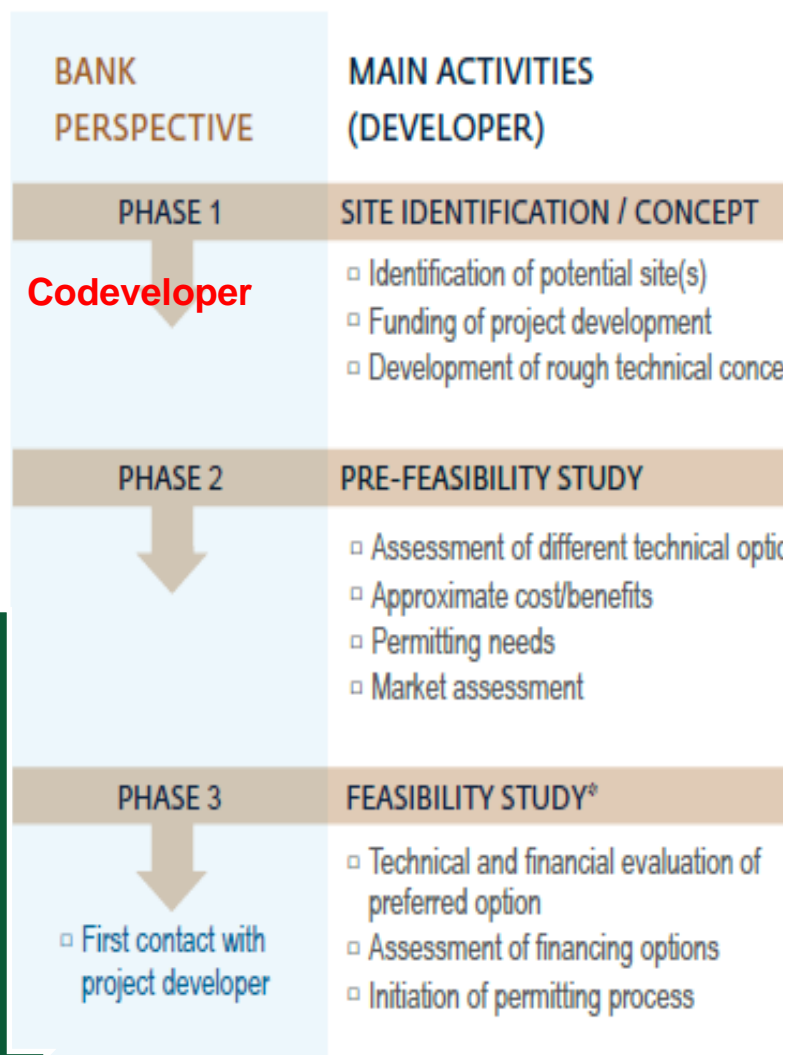 BANK
PERSPECTIVE
MAIN ACTIVITIES
(DEVELOPER)
PHASE 1
SITE IDENTIFICATION / CONCEPT
Codeveloper
▫ Identification of potential site(s)
▫ Funding of project development
▫ Development of rough technical conce
PHASE 2
PRE-FEASIBILITY STUDY
▫ Assessment of different technical optic
▫ Approximate cost/benefits
▫ Permitting needs
▫ Market assessment
PHASE 3
FEASIBILITY STUDY*
▫ First contact with
project developer
▫ Technical and financial evaluation of
preferred option
▫ Assessment of financing options
▫ Initiation of permitting process